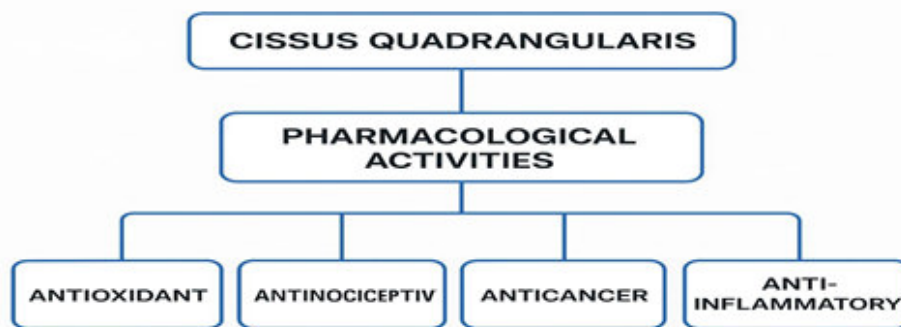 CISSUS QUADRANGULARIS
PHARMACOLOGICAL
ACTIVITIES
ANTIOXIDANT
ANTINOCICEPTIV
ANTICANCER
ANTI-
INFLAMMATORY